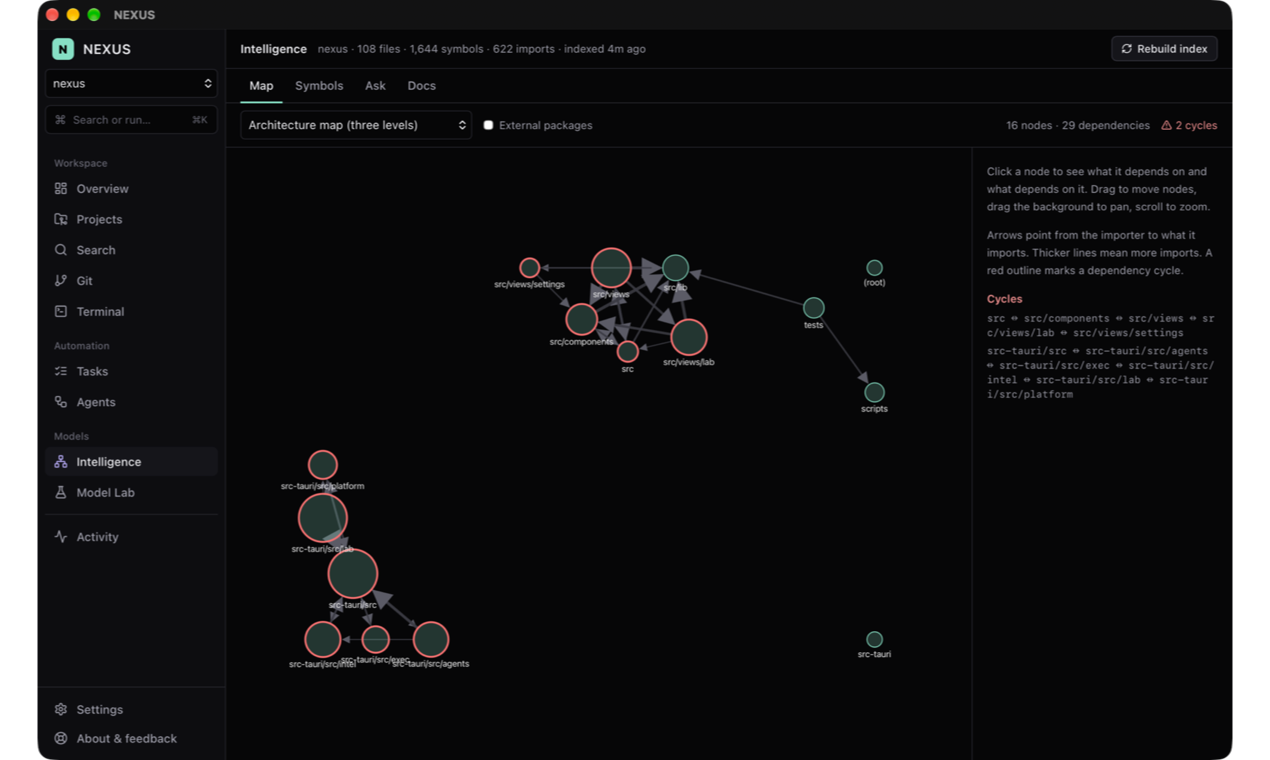 NEXUS
N NEXUS
nexus
⌘ Search or run... ⌘K
Workspace
Overview
Projects
Search
Git
Terminal
Automation
Tasks
Agents
Models
Intelligence
Model Lab
Activity
Settings
About & feedback
Intelligence nexus · 108 files · 1,644 symbols · 622 imports · indexed 4m ago
Rebuild index
Map Symbols Ask Docs
Architecture map (three levels) External packages
16 nodes · 29 dependencies 2 cycles
src/views/settings
src/views
src/lib
(root)
tests
src/components
src
src/views/lab
scripts
src-tauri/src/platform
src-tauri/src/lab
src-tauri/src
src-tauri/src/intel
src-tauri/src/exec
src-tauri/src/agents
src-tauri
Click a node to see what it depends on and
what depends on it. Drag to move nodes,
drag the background to pan, scroll to zoom.
Arrows point from the importer to what it
imports. Thicker lines mean more imports. A
red outline marks a dependency cycle.
Cycles
src ⇔ src/components ⇔ src/views ⇔ sr
c/views/lab ⇔ src/views/settings
src-tauri/src ⇔ src-tauri/src/agents
⇔ src-tauri/src/exec ⇔ src-tauri/src/
intel ⇔ src-tauri/src/lab ⇔ src-taur
i/src/platform